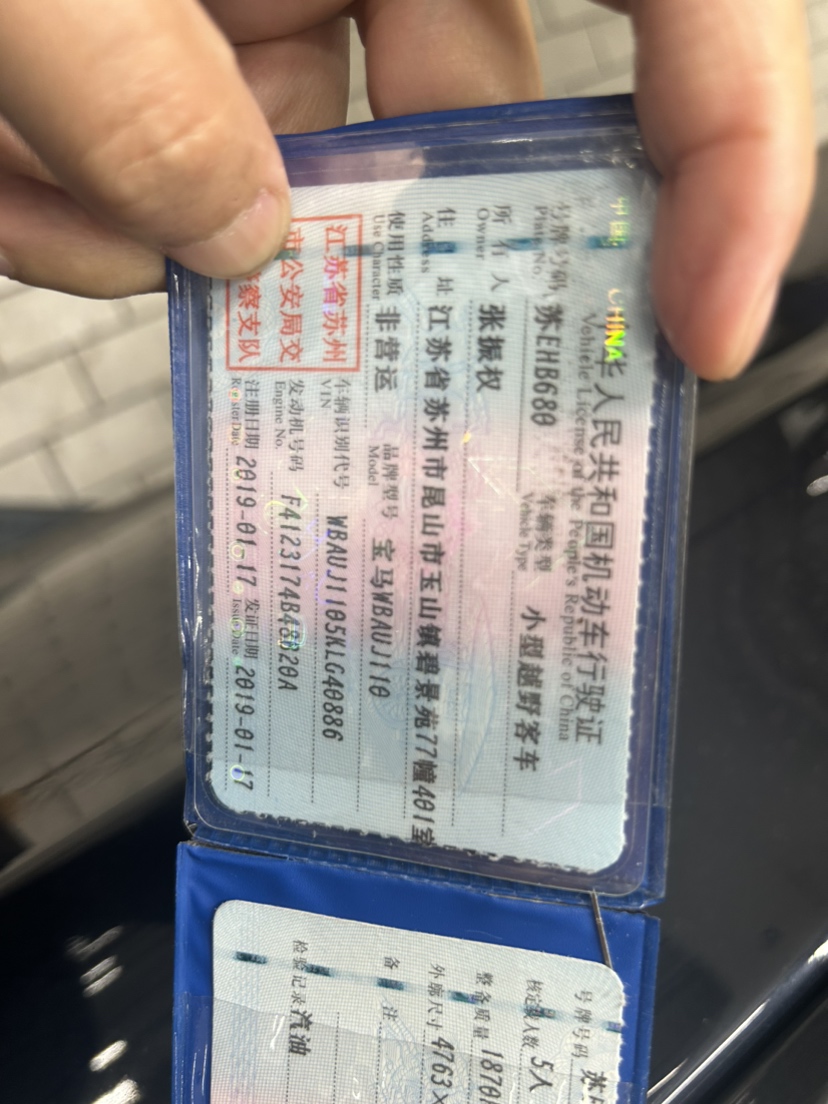 中国 CHINA
华人民共和国机动车行驶证
Vehicle License of the People's Republic of China
号牌号码 苏EHB680 车辆类型 小型越野客车
Plate No. Vehicle Type
所有人 张振权
Owner
住址 江苏省苏州市昆山市玉山镇碧景苑77幢401室
Address
使用性质 非营运 品牌型号 宝马WBAUJ110
Use Character Model
江苏省苏州
市公安局交
察支队
车辆识别代号 WBAUJ1105KLG40886
VIN
发动机号码 F4123174B48B20A
Engine No.
注册日期 2019-01-17 发证日期 2019-01-17
Register Date Issue Date
号牌号码 苏
核定载人数 5人
整备质量 1870
外廓尺寸 4763×
备注
检验记录 汽油